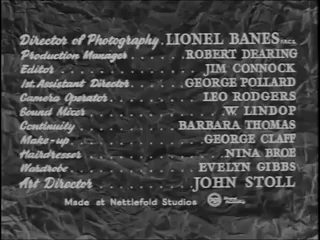 Director of Photography. LIONEL BANES
Production Manager . . . . . ROBERT DEARING
Editor . . . . . . . . . . . JIM CONNOCK
1st. Assistant Director. . . . . GEORGE POLLARD
Camera Operator. . . . . . . . LEO RODGERS
Sound Mixer . . . . . . . . . W. LINDOP
Continuity . . . . . . . BARBARA THOMAS
Make-up . . . . . . . . . . GEORGE CLAFF
Hairdresser . . . . . . . . . NINA BROE
Wardrobe . . . . . . . . EVELYN GIBBS
Art Director . . . . . . . JOHN STOLL
Made at Nettlefold Studios